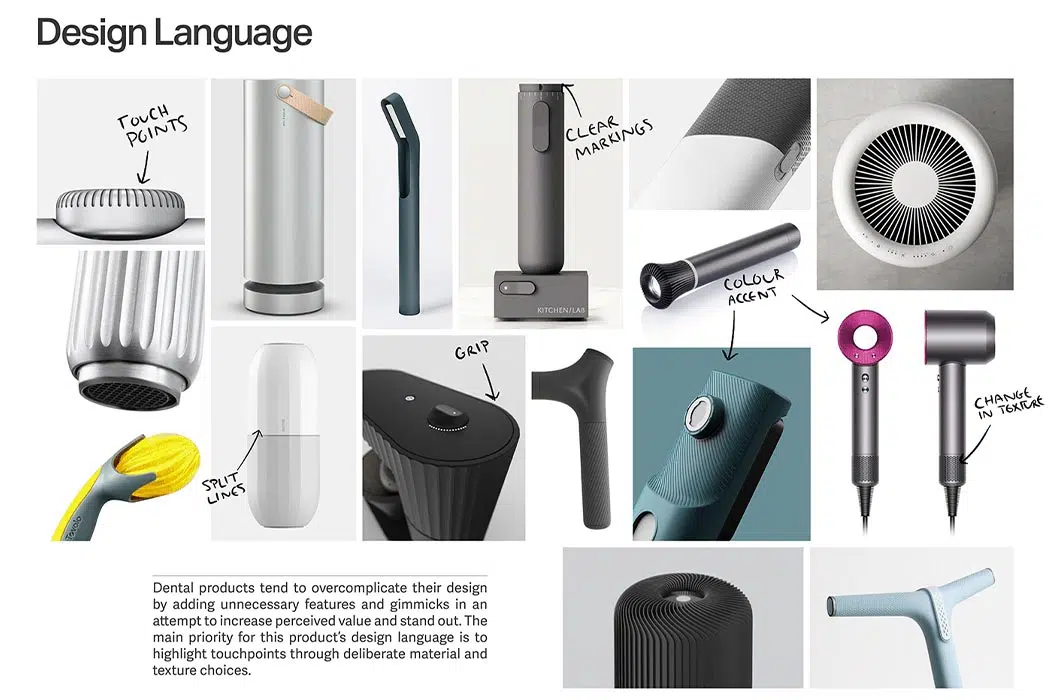 Design Language
TOUCH
POINTS
CLEAR
MARKINGS
KITCHEN/LAB
COLOUR
ACCENT
GRIP
CHANGE
IN TEXTURE
SPLIT
LINES
Dental products tend to overcomplicate their design
by adding unnecessary features and gimmicks in an
attempt to increase perceived value and stand out. The
main priority for this product's design language is to
highlight touchpoints through deliberate material and
texture choices.